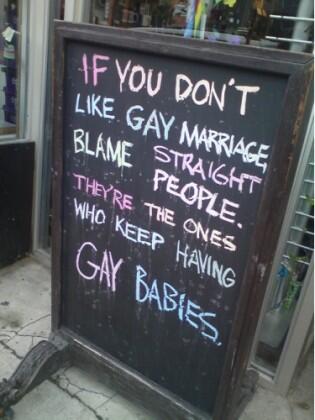 IF YOU DON'T
LIKE GAY MARRIAGE,
BLAME STRAIGHT
PEOPLE.
THEY'RE THE ONES
WHO KEEP HAVING
GAY BABIES.